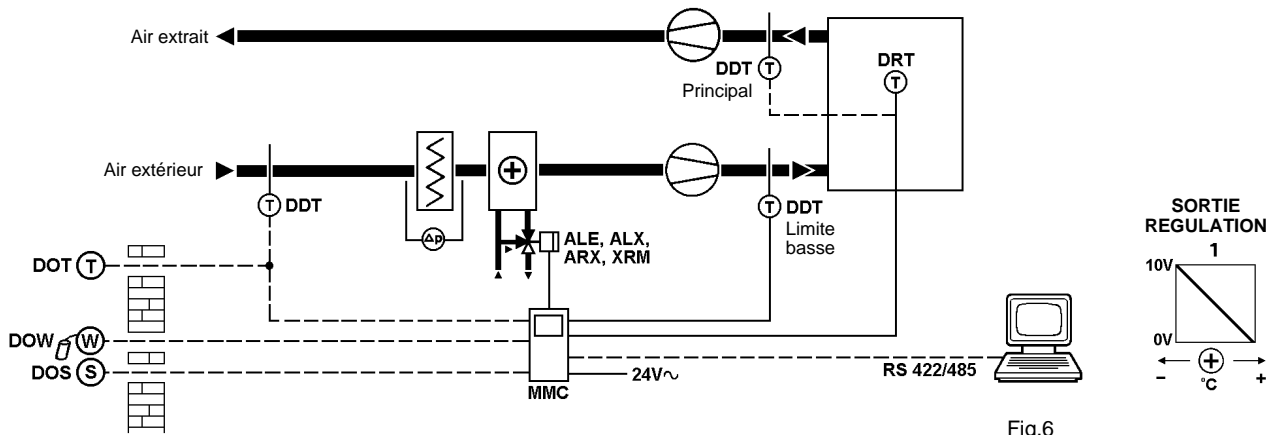 Air extrait
DDT
T
Principal
DRT
T
Air extérieur
T
DDT
Δp
ALE, ALX,
ARX, XRM
T
DDT
Limite
basse
DOT
T
DOW
W
DOS
S
MMC
24V~
RS 422/485
SORTIE
REGULATION
1
10V
0V
- +
°C
Fig.6